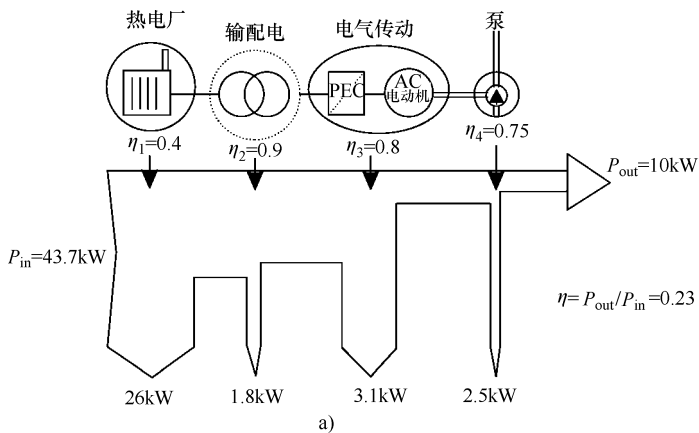 热电厂
输配电
电气传动
泵
PEC
AC
电动机
η₁=0.4
η₂=0.9
η₃=0.8
η₄=0.75
Pout=10kW
Pin=43.7kW
η=Pout/Pin=0.23
26kW
1.8kW
3.1kW
2.5kW
a)